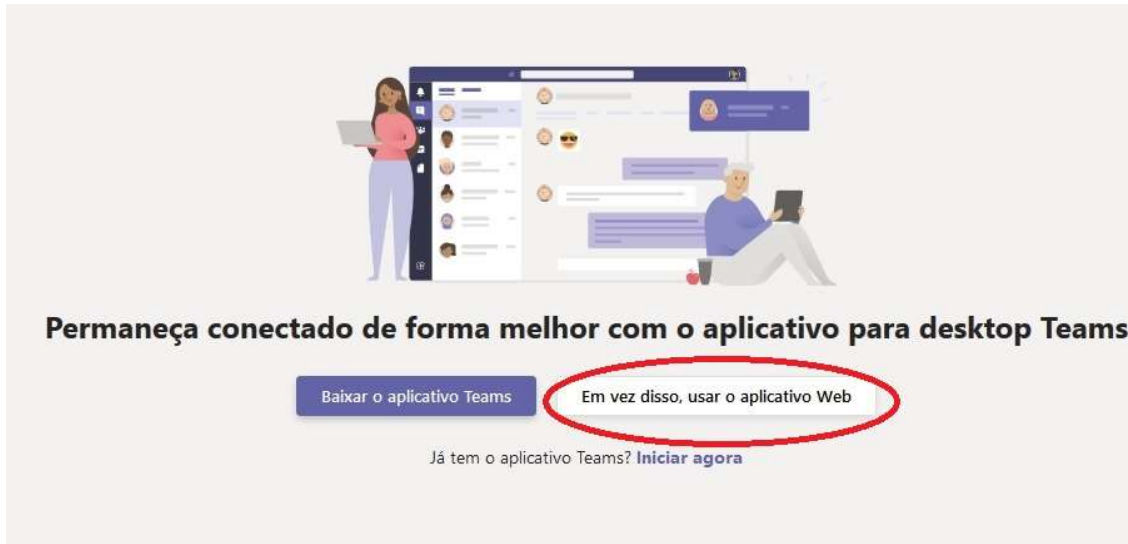 Permaneça conectado de forma melhor com o aplicativo para desktop Teams
Baixar o aplicativo Teams
Em vez disso, usar o aplicativo Web
Já tem o aplicativo Teams? Iniciar agora